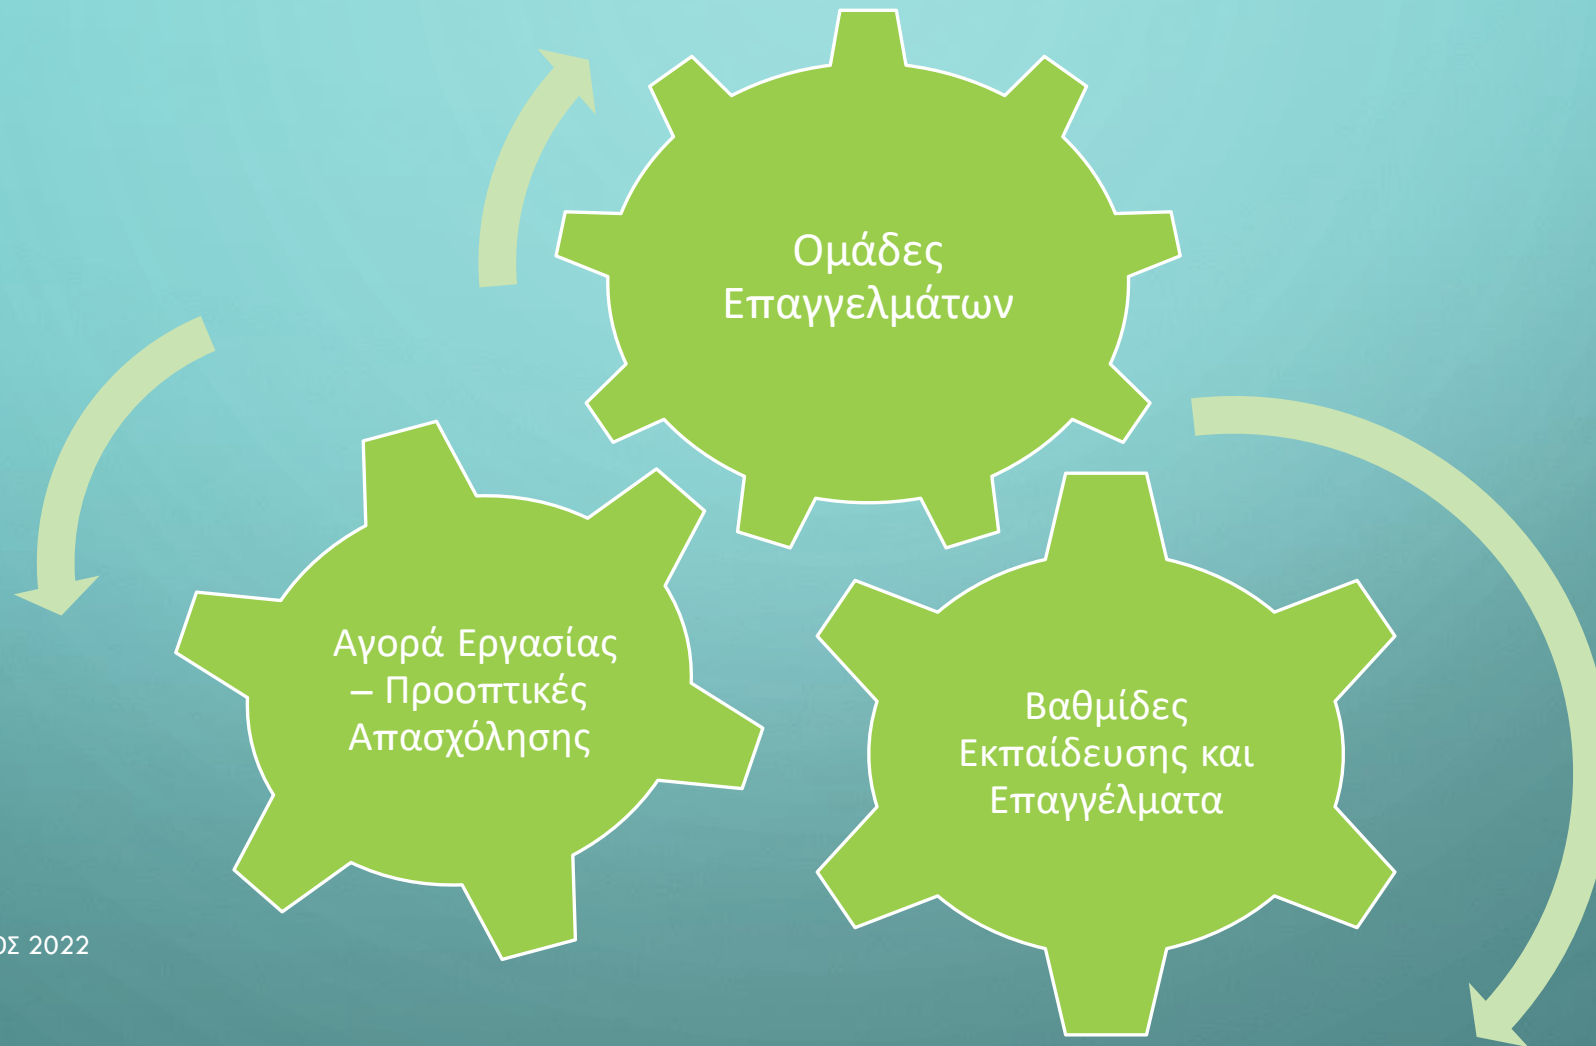 Ομάδες
Επαγγελμάτων
Αγορά Εργασίας
– Προοπτικές
Απασχόλησης
Βαθμίδες
Εκπαίδευσης και
Επαγγέλματα
2022